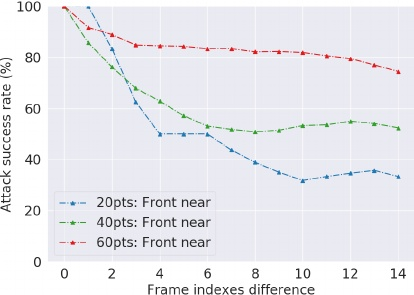 100
80
60
40
20
0
Attack success rate (%)
20pts: Front near
40pts: Front near
60pts: Front near
0 2 4 6 8 10 12 14
Frame indexes difference